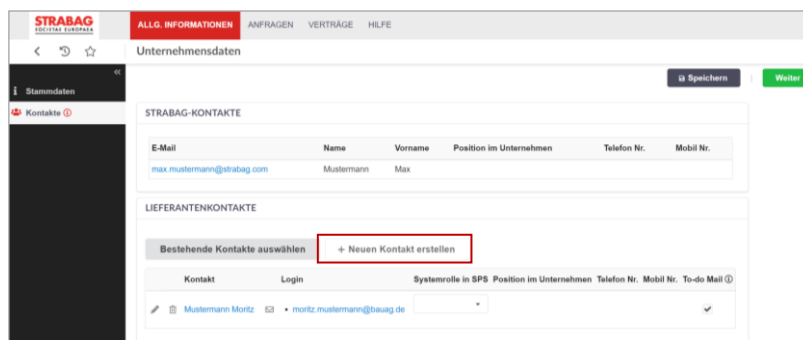 STRABAG
SOCIETAS EUROPAEA
ALLG. INFORMATIONEN ANFRAGEN VERTRÄGE HILFE
Unternehmensdaten
Speichern
Weiter
Stammdaten
Kontakte
STRABAG-KONTAKTE
E-Mail Name Vorname Position im Unternehmen Telefon Nr. Mobil Nr.
max.mustermann@strabag.com Mustermann Max
LIEFERANTENKONTAKTE
Bestehende Kontakte auswählen + Neuen Kontakt erstellen
Kontakt Login Systemrolle in SPS Position im Unternehmen Telefon Nr. Mobil Nr. To-do Mail
Mustermann Moritz • moritz.mustermann@bauag.de